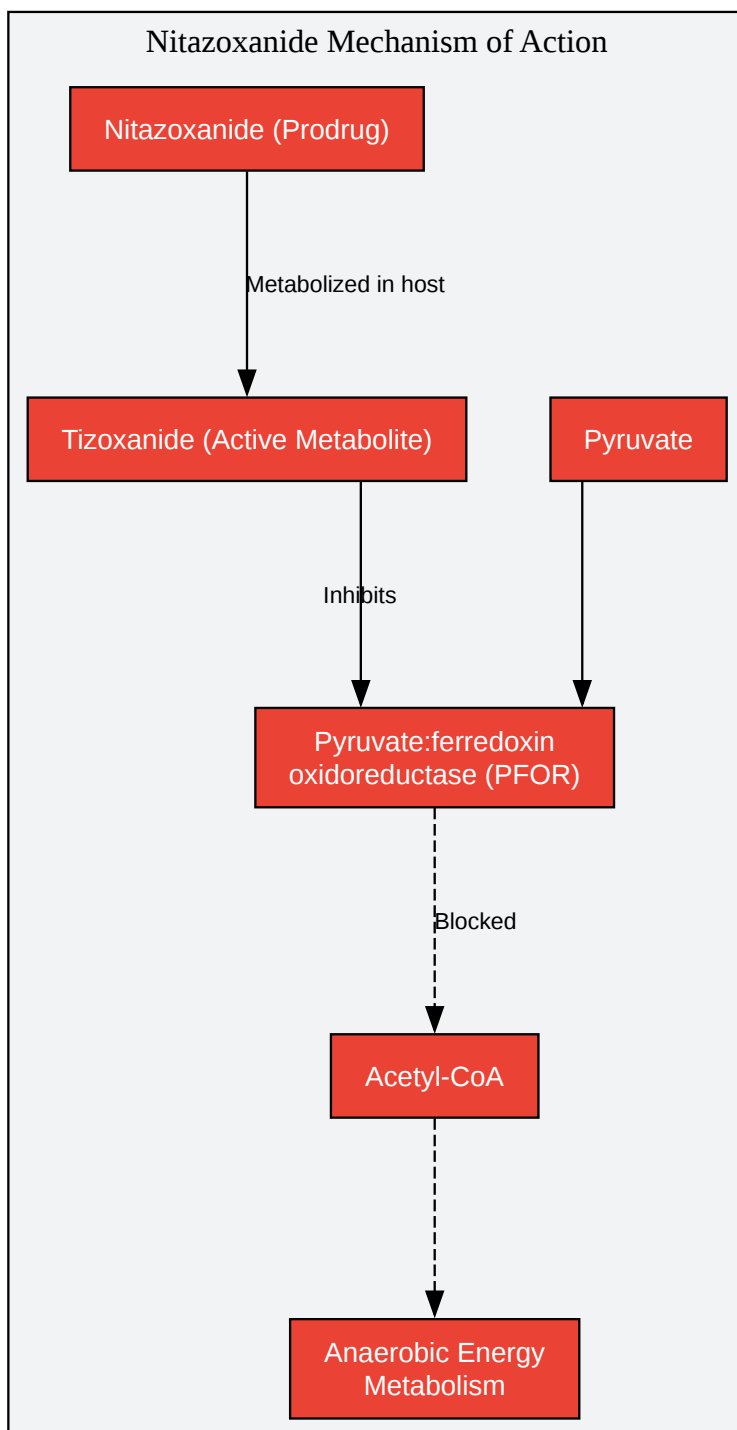 Nitazoxanide Mechanism of Action
Nitazoxanide (Prodrug)
Metabolized in host
Tizoxanide (Active Metabolite)
Pyruvate
Inhibits
Pyruvate:ferredoxin
oxidoreductase (PFOR)
Blocked
Acetyl-CoA
Anaerobic Energy
Metabolism